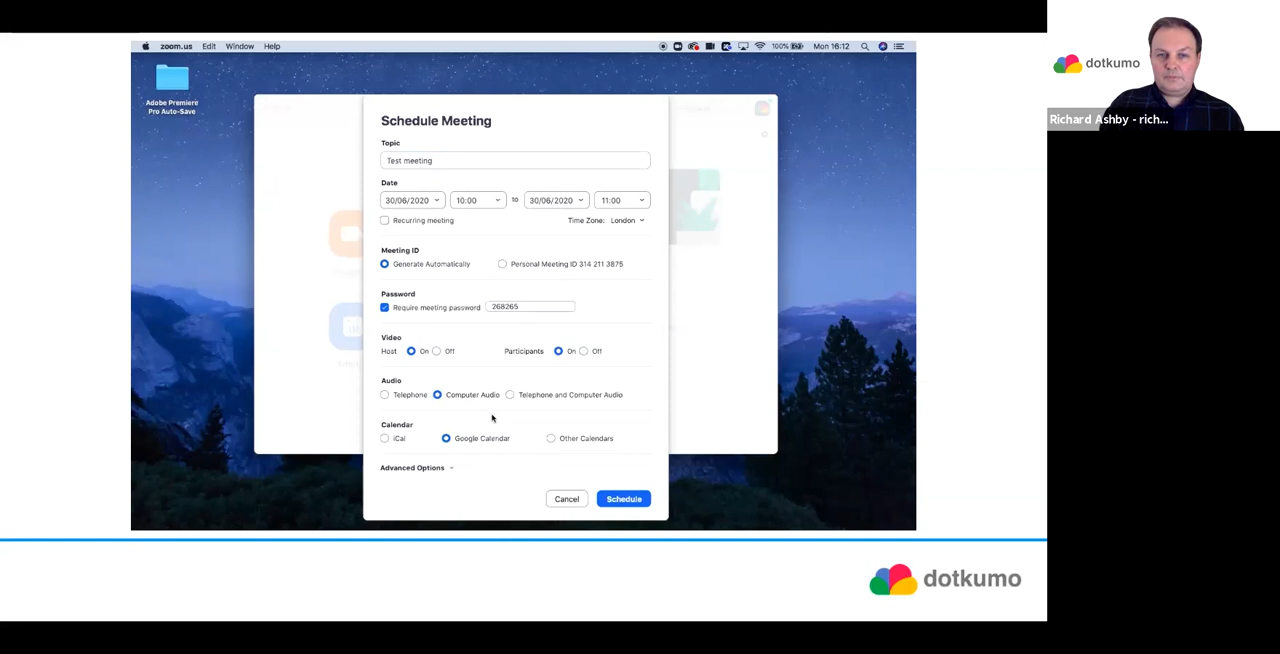 zoom.us Edit Window Help 100% Mon 16:12
Adobe Premiere
Pro Auto-Save
Schedule Meeting
Topic
Test meeting
Date
30/06/2020 10:00 to 30/06/2020 11:00
Recurring meeting Time Zone: London
Meeting ID
Generate Automatically Personal Meeting ID 314 211 3875
Password
Require meeting password 268265
Video
Host On Off Participants On Off
Audio
Telephone Computer Audio Telephone and Computer Audio
Calendar
iCal Google Calendar Other Calendars
Advanced Options
Cancel Schedule
dotkumo
dotkumo
Richard Ashby - rich...